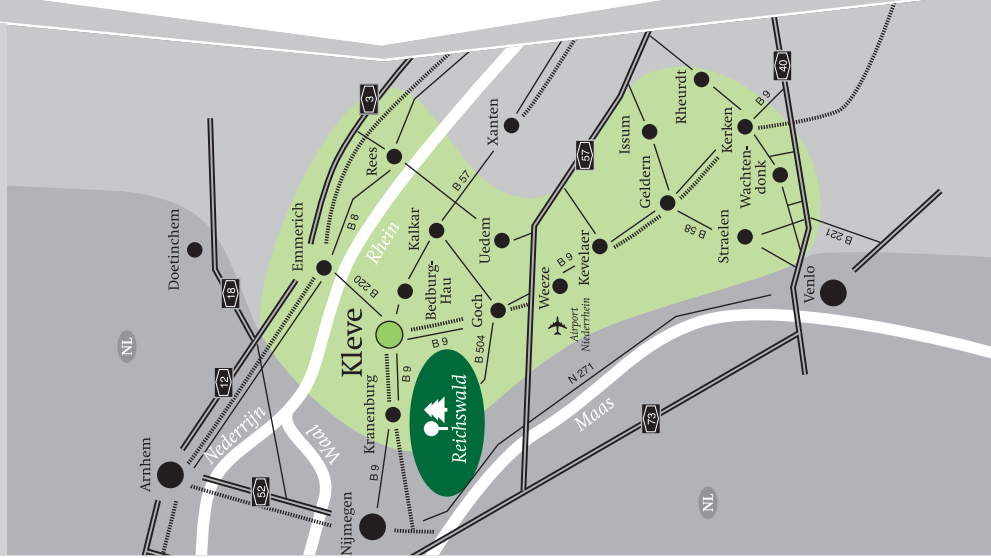 NL
Arnhem
Doetinchem
12
18
Nederrijn
52
Emmerich
Waal
Nijmegen
Kleve
B 8
3
Rees
B 220
Kranenburg
B 9
Rhein
B 9
Kalkar
Bedburg-
Hau
B 9
B 57
Reichswald
Goch
B 504
Uedem
Xanten
Weeze
B 9
Airport
Niederrhein
N 271
Kevelaer
57
Maas
Issum
Geldern
73
Rheurdt
B 58
NL
Straelen
Kerken
Wachten-
donk
B 9
40
Venlo
B 221